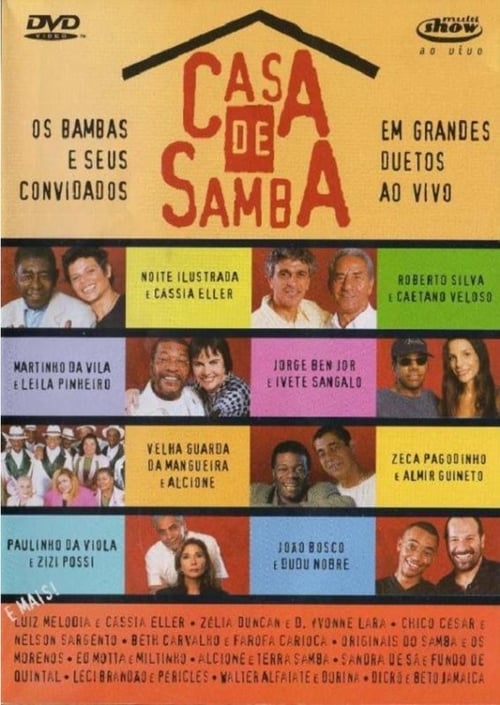 DVD
VIDEO
multi
show
ao vivo
OS BAMBAS
E SEUS
CONVIDADOS
CASA
DE
SAMBA
EM GRANDES
DUETOS
AO VIVO
NOITE ILUSTRADA
E CÁSSIA ELLER
ROBERTO SILVA
E CAETANO VELOSO
MARTINHO DA VILA
E LEILA PINHEIRO
JORGE BEN JOR
E IVETE SANGALO
VELHA GUARDA
DA MANGUEIRA
E ALCIONE
ZECA PAGODINHO
E ALMIR GUINETO
PAULINHO DA VIOLA
E ZIZI POSSI
JOÃO BOSCO
E DUDU NOBRE
E MAIS!
LUIZ MELODIA E CÁSSIA ELLER • ZÉLIA DUNCAN E D. YVONNE LARA • CHICO CÉSAR E
NELSON SARGENTO • BETH CARVALHO E FAROFA CARIOCA • ORIGINAIS DO SAMBA E OS
MORENOS • ED MOTTA E MILTINHO • ALCIONE E TERRA SAMBA • SANDRA DE SÁ E FUNDO DE
QUINTAL • LECI BRANDÃO E PÉRICLES • WALTER ALFAIATE E DORINA • DICRÓ E BETO JAMAICA